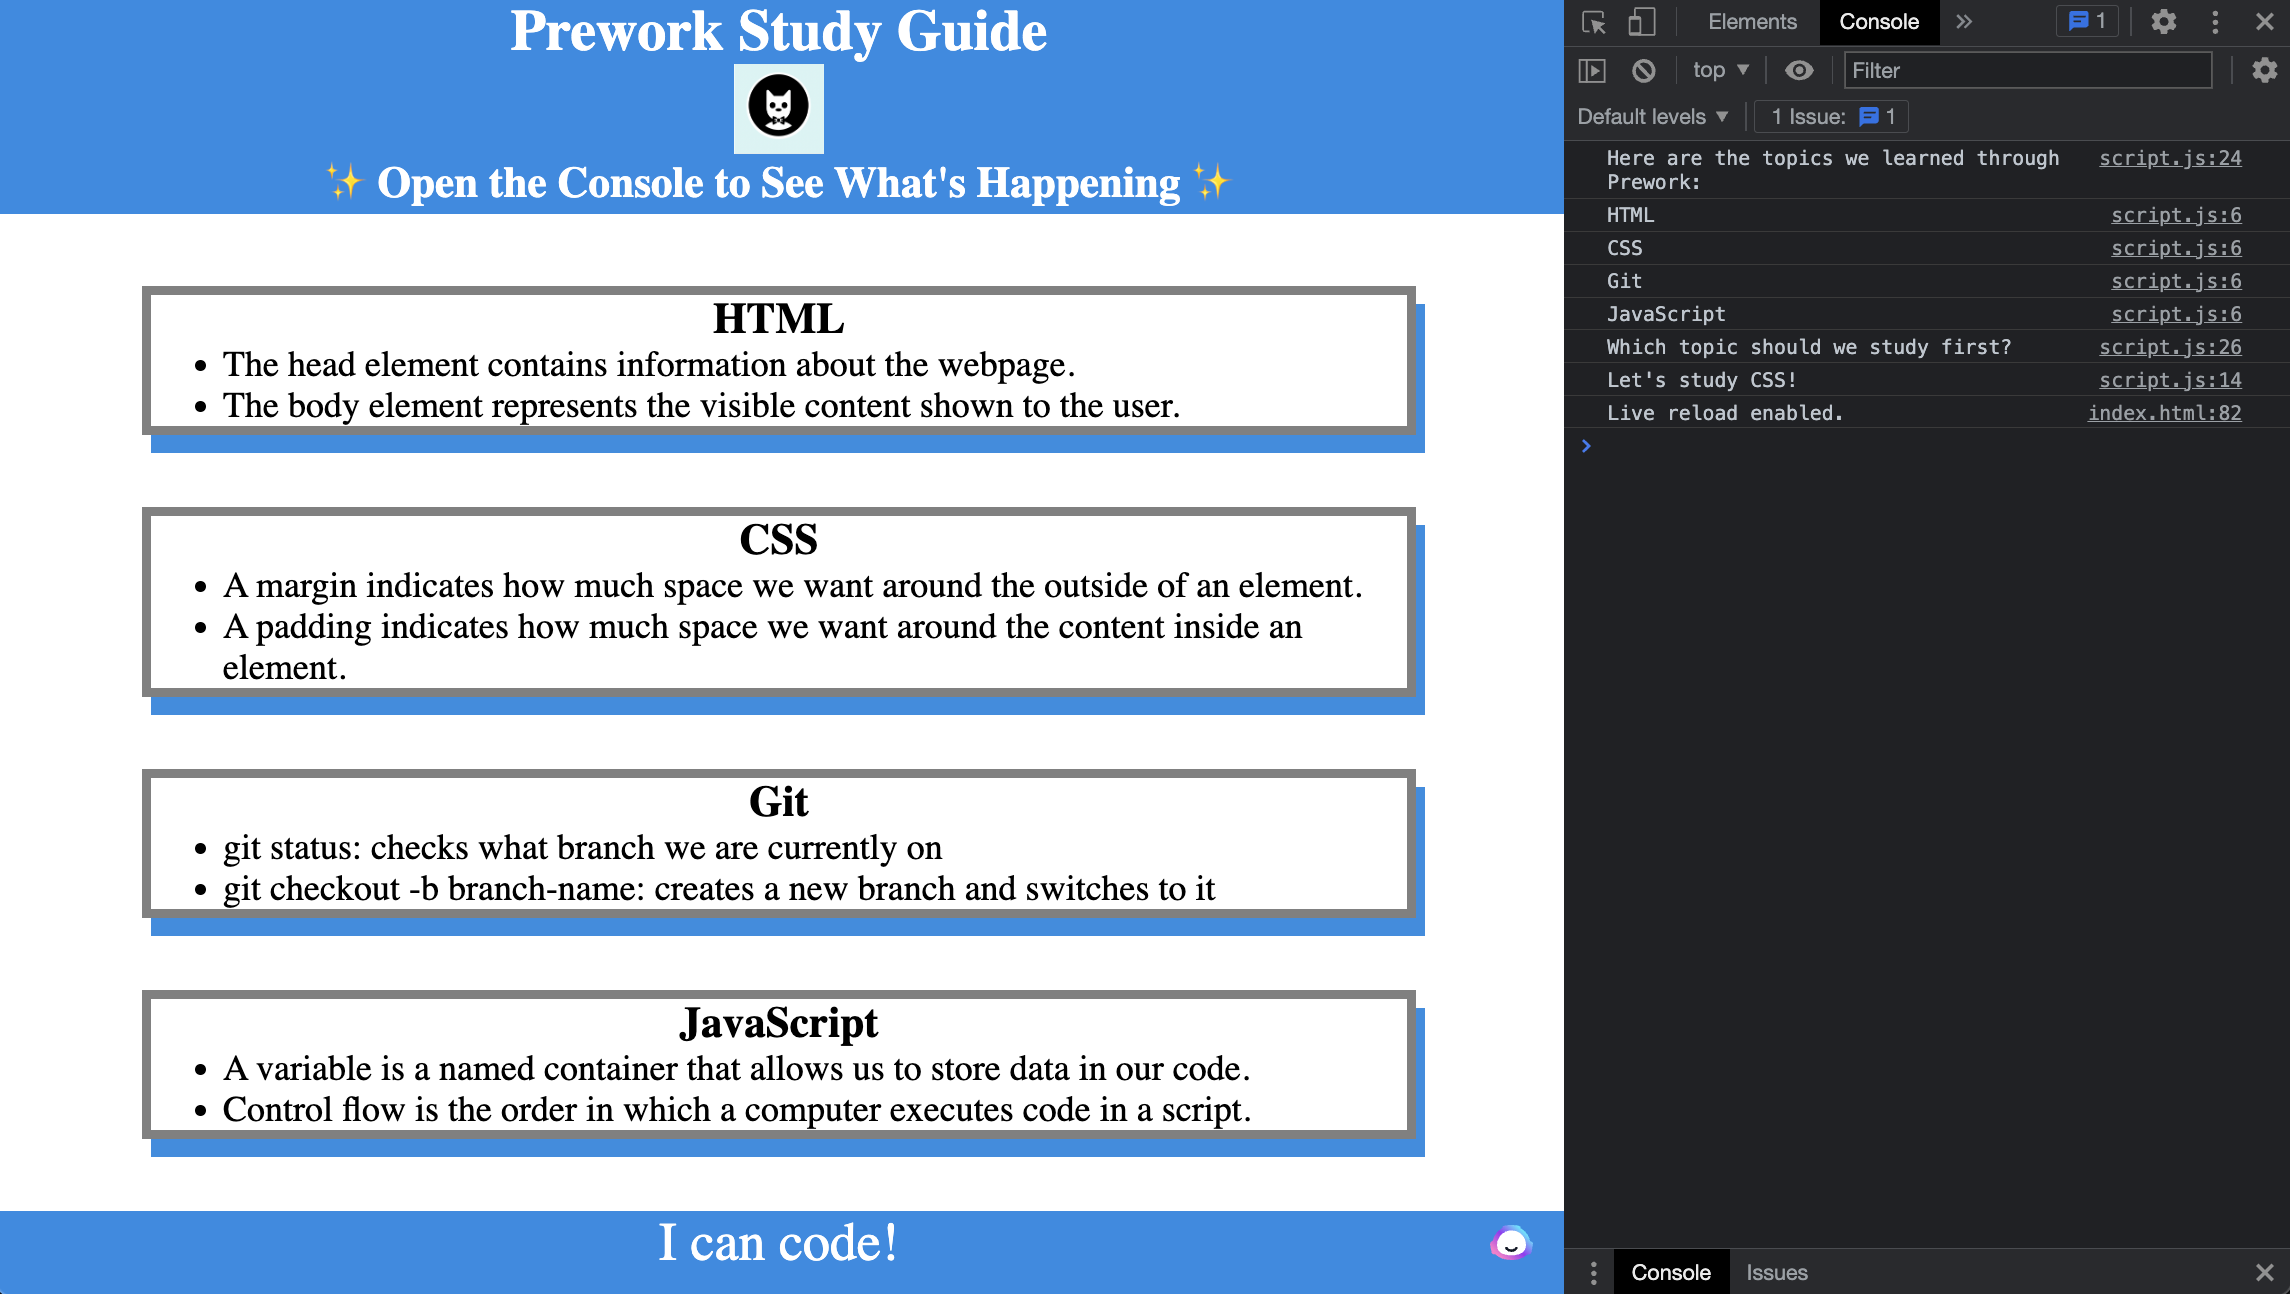 Prework Study Guide
✨ Open the Console to See What's Happening ✨
HTML
• The head element contains information about the webpage.
• The body element represents the visible content shown to the user.
CSS
• A margin indicates how much space we want around the outside of an element.
• A padding indicates how much space we want around the content inside an
element.
Git
• git status: checks what branch we are currently on
• git checkout -b branch-name: creates a new branch and switches to it
JavaScript
• A variable is a named container that allows us to store data in our code.
• Control flow is the order in which a computer executes code in a script.
I can code!
Elements Console » 1
top ▼ Filter
Default levels ▼ 1 Issue: 1
Here are the topics we learned through script.js:24
Prework:
HTML script.js:6
CSS script.js:6
Git script.js:6
JavaScript script.js:6
Which topic should we study first? script.js:26
Let's study CSS! script.js:14
Live reload enabled. index.html:82
Console Issues